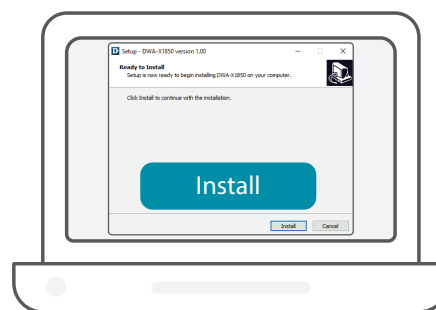 D Setup - DWA-X1850 version 1.00
Ready to Install
Setup is now ready to begin installing DWA-X1850 on your computer.
Click Install to continue with the installation.
Install
Install
Cancel